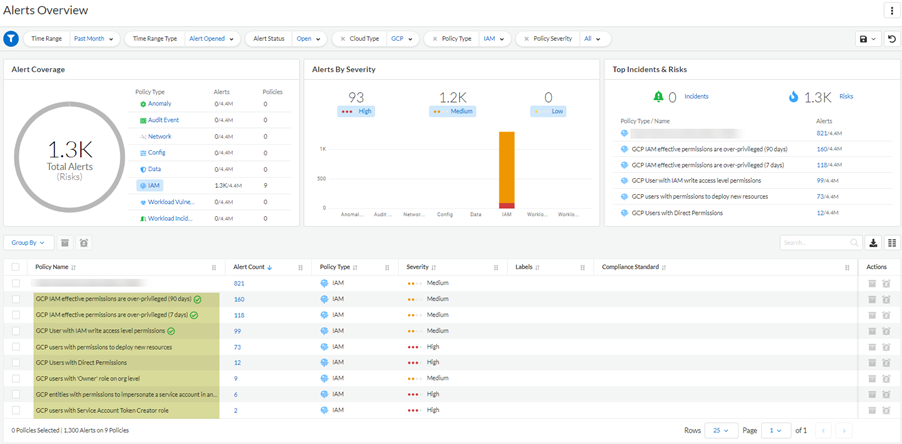 Alerts Overview
Time Range Past Month Time Range Type Alert Opened Alert Status Open × Cloud Type GCP × Policy Type IAM × Policy Severity All
Alert Coverage
1.3K
Total Alerts
(Risks)
Policy Type Alerts Policies
Anomaly 0/4.4M 0
Audit Event 0/4.4M 0
Network 0/4.4M 0
Config 0/4.4M 0
Data 0/4.4M 0
IAM 1.3K/4.4M 9
Workload Vulne... 0/4.4M 0
Workload Incid... 0/4.4M 0
Alerts By Severity
93 1.2K 0
High Medium Low
1K
500
0
Anomal... Audit ... Networ... Config Data IAM Worklo... Worklo...
Top Incidents & Risks
0 Incidents 1.3K Risks
Policy Type / Name Alerts
821/4.4M
GCP IAM effective permissions are over-privileged (90 days) 160/4.4M
GCP IAM effective permissions are over-privileged (7 days) 118/4.4M
GCP User with IAM write access level permissions 99/4.4M
GCP users with permissions to deploy new resources 73/4.4M
GCP Users with Direct Permissions 12/4.4M
Group By Search...
Policy Name Alert Count Policy Type Severity Labels Compliance Standard Actions
821 IAM Medium
GCP IAM effective permissions are over-privileged (90 days) 160 IAM Medium
GCP IAM effective permissions are over-privileged (7 days) 118 IAM Medium
GCP User with IAM write access level permissions 99 IAM Medium
GCP users with permissions to deploy new resources 73 IAM High
GCP Users with Direct Permissions 12 IAM High
GCP users with 'Owner' role on org level 9 IAM Medium
GCP entities with permissions to impersonate a service account in an... 6 IAM High
GCP users with Service Account Token Creator role 2 IAM High
0 Policies Selected | 1,300 Alerts on 9 Policies Rows 25 Page 1 of 1